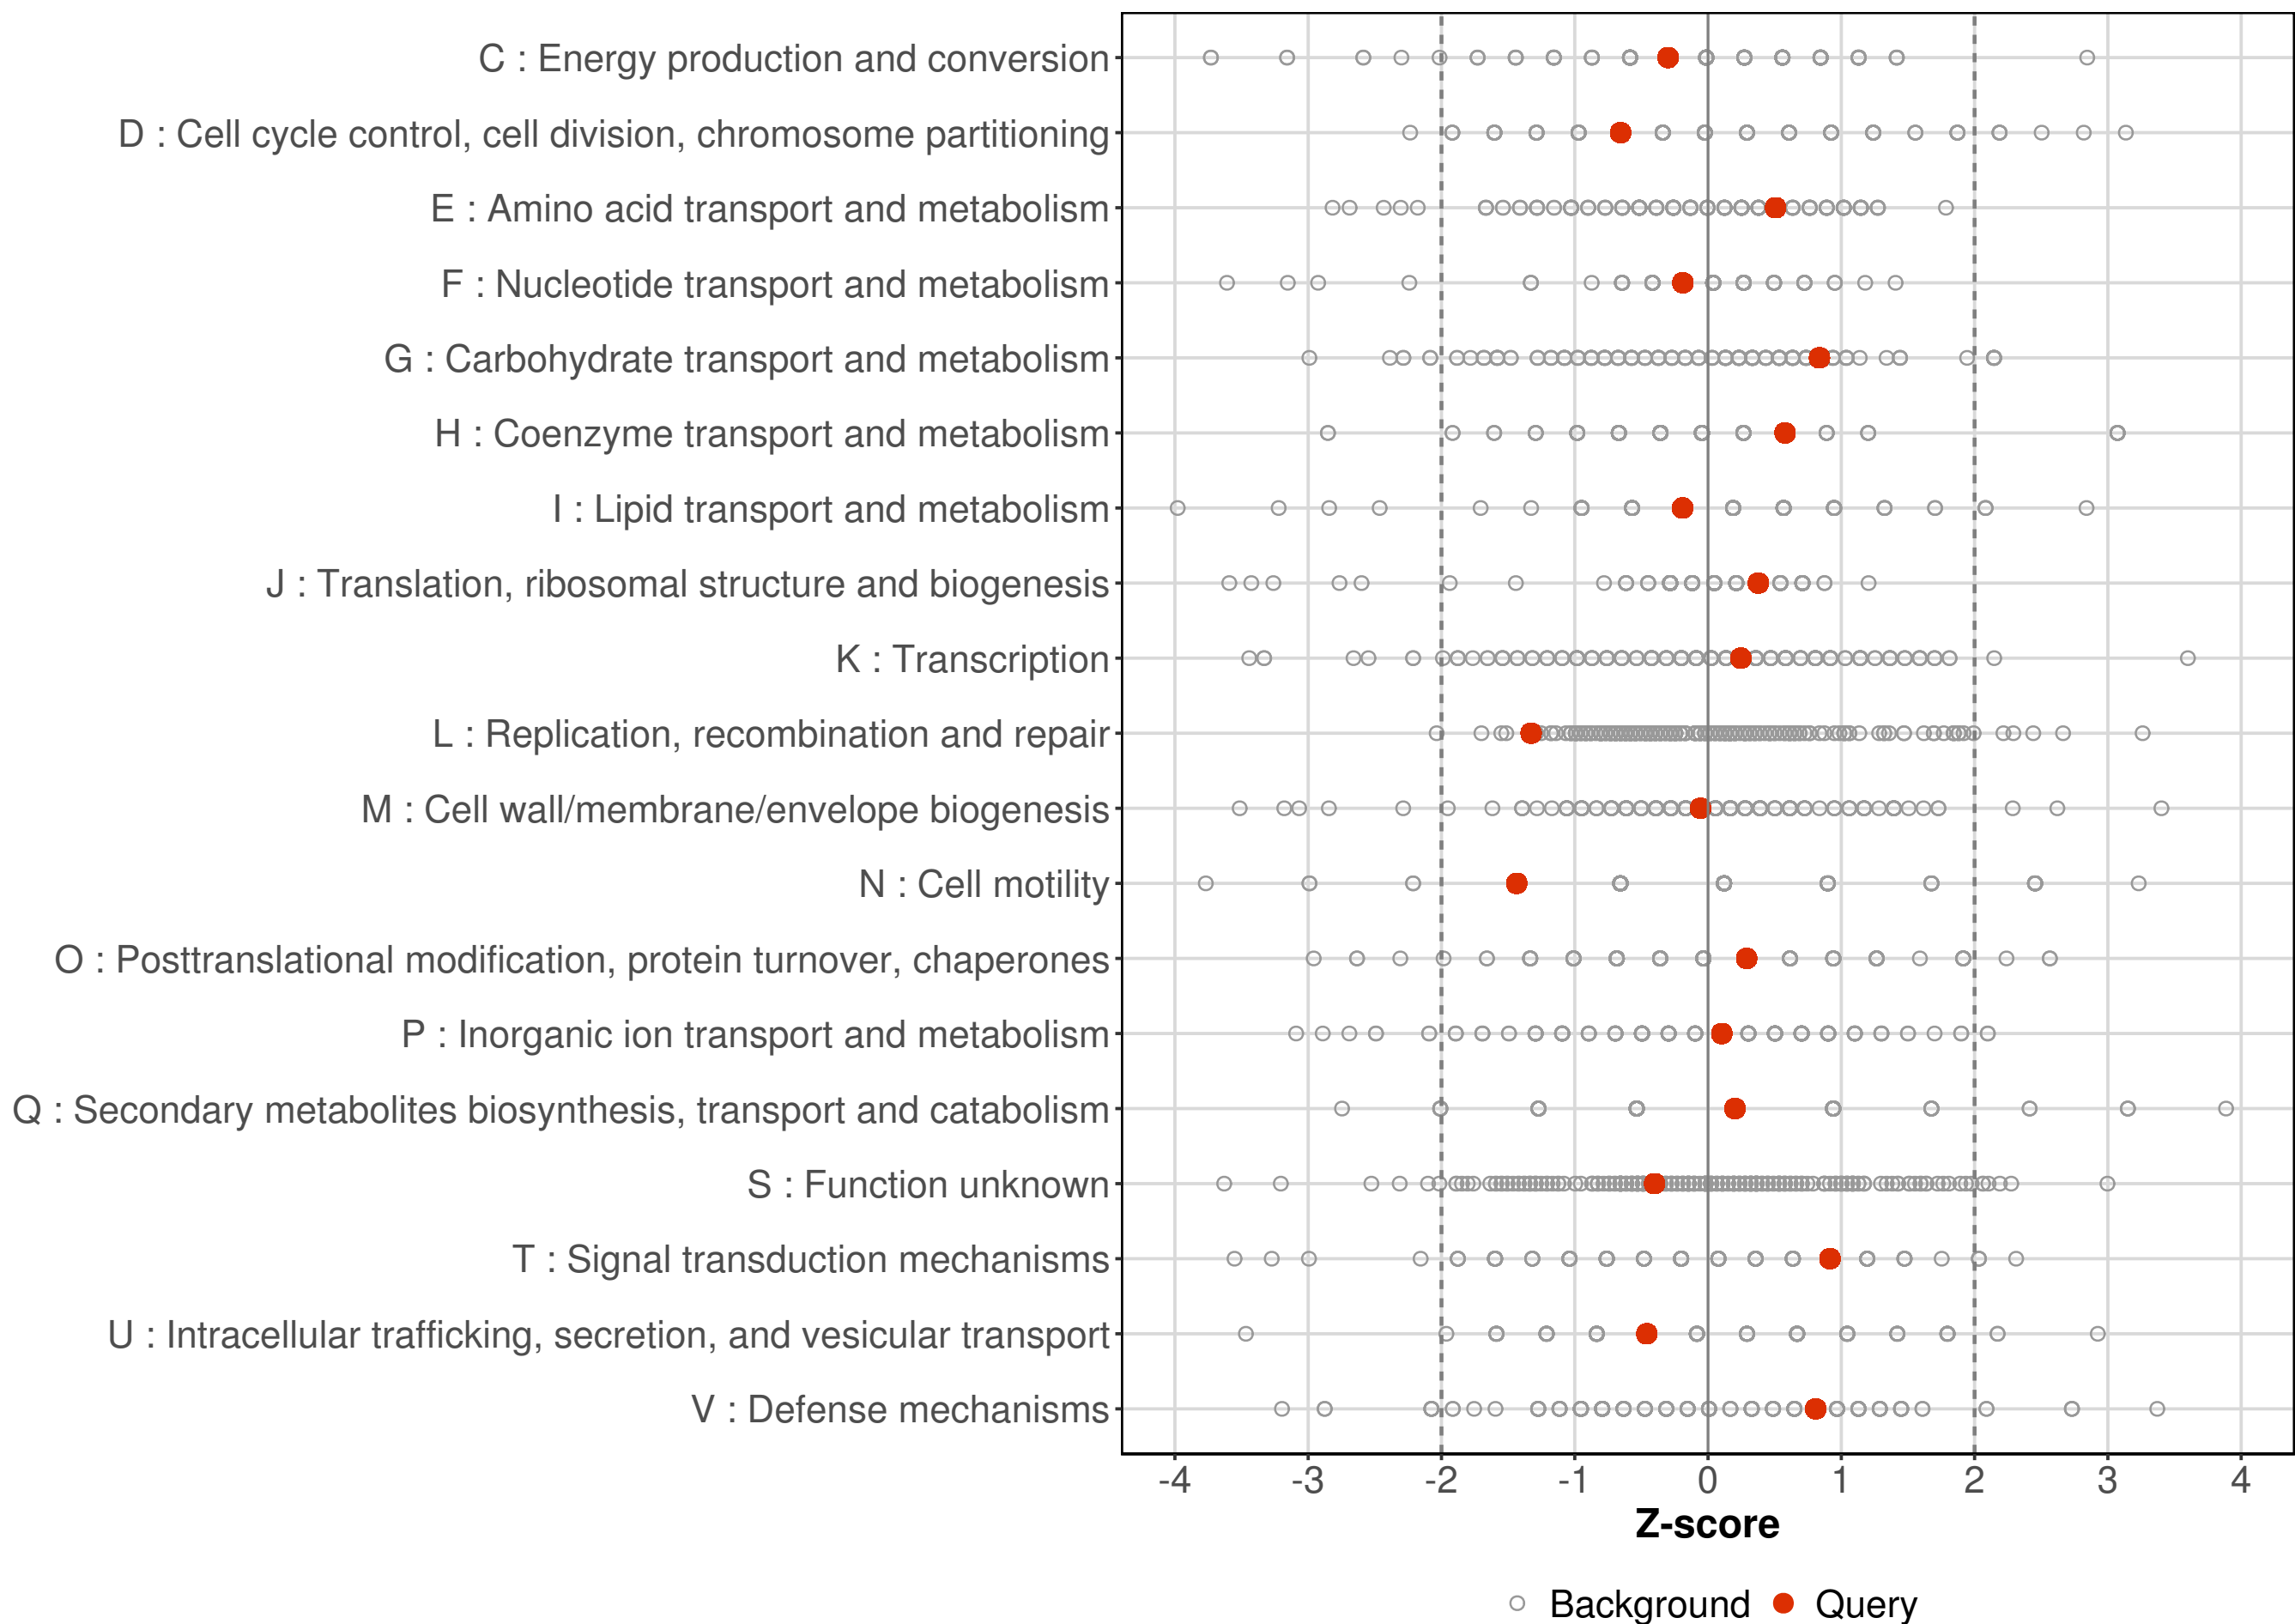 C : Energy production and conversion
D : Cell cycle control, cell division, chromosome partitioning
E : Amino acid transport and metabolism
F : Nucleotide transport and metabolism
G : Carbohydrate transport and metabolism
H : Coenzyme transport and metabolism
I : Lipid transport and metabolism
J : Translation, ribosomal structure and biogenesis
K : Transcription
L : Replication, recombination and repair
M : Cell wall/membrane/envelope biogenesis
N : Cell motility
O : Posttranslational modification, protein turnover, chaperones
P : Inorganic ion transport and metabolism
Q : Secondary metabolites biosynthesis, transport and catabolism
S : Function unknown
T : Signal transduction mechanisms
U : Intracellular trafficking, secretion, and vesicular transport
V : Defense mechanisms
-4 -3 -2 -1 0 1 2 3 4
Z-score
Background Query